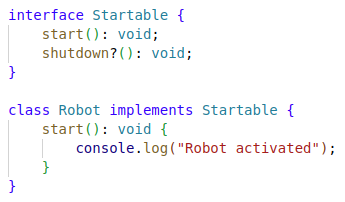 interface Startable {
    start(): void;
    shutdown?(): void;
}

class Robot implements Startable {
    start(): void {
        console.log("Robot activated");
    }
}